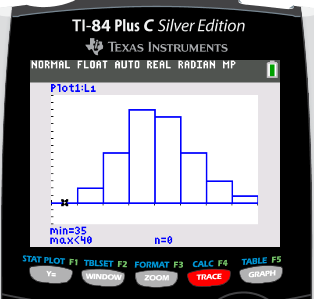 TI-84 Plus C Silver Edition
TEXAS INSTRUMENTS
NORMAL FLOAT AUTO REAL RADIAN MP
Plot1:L1
min=35
max<40 n=0
STAT PLOT F1 TBLSET F2 FORMAT F3 CALC F4 TABLE F5
Y= WINDOW ZOOM TRACE GRAPH